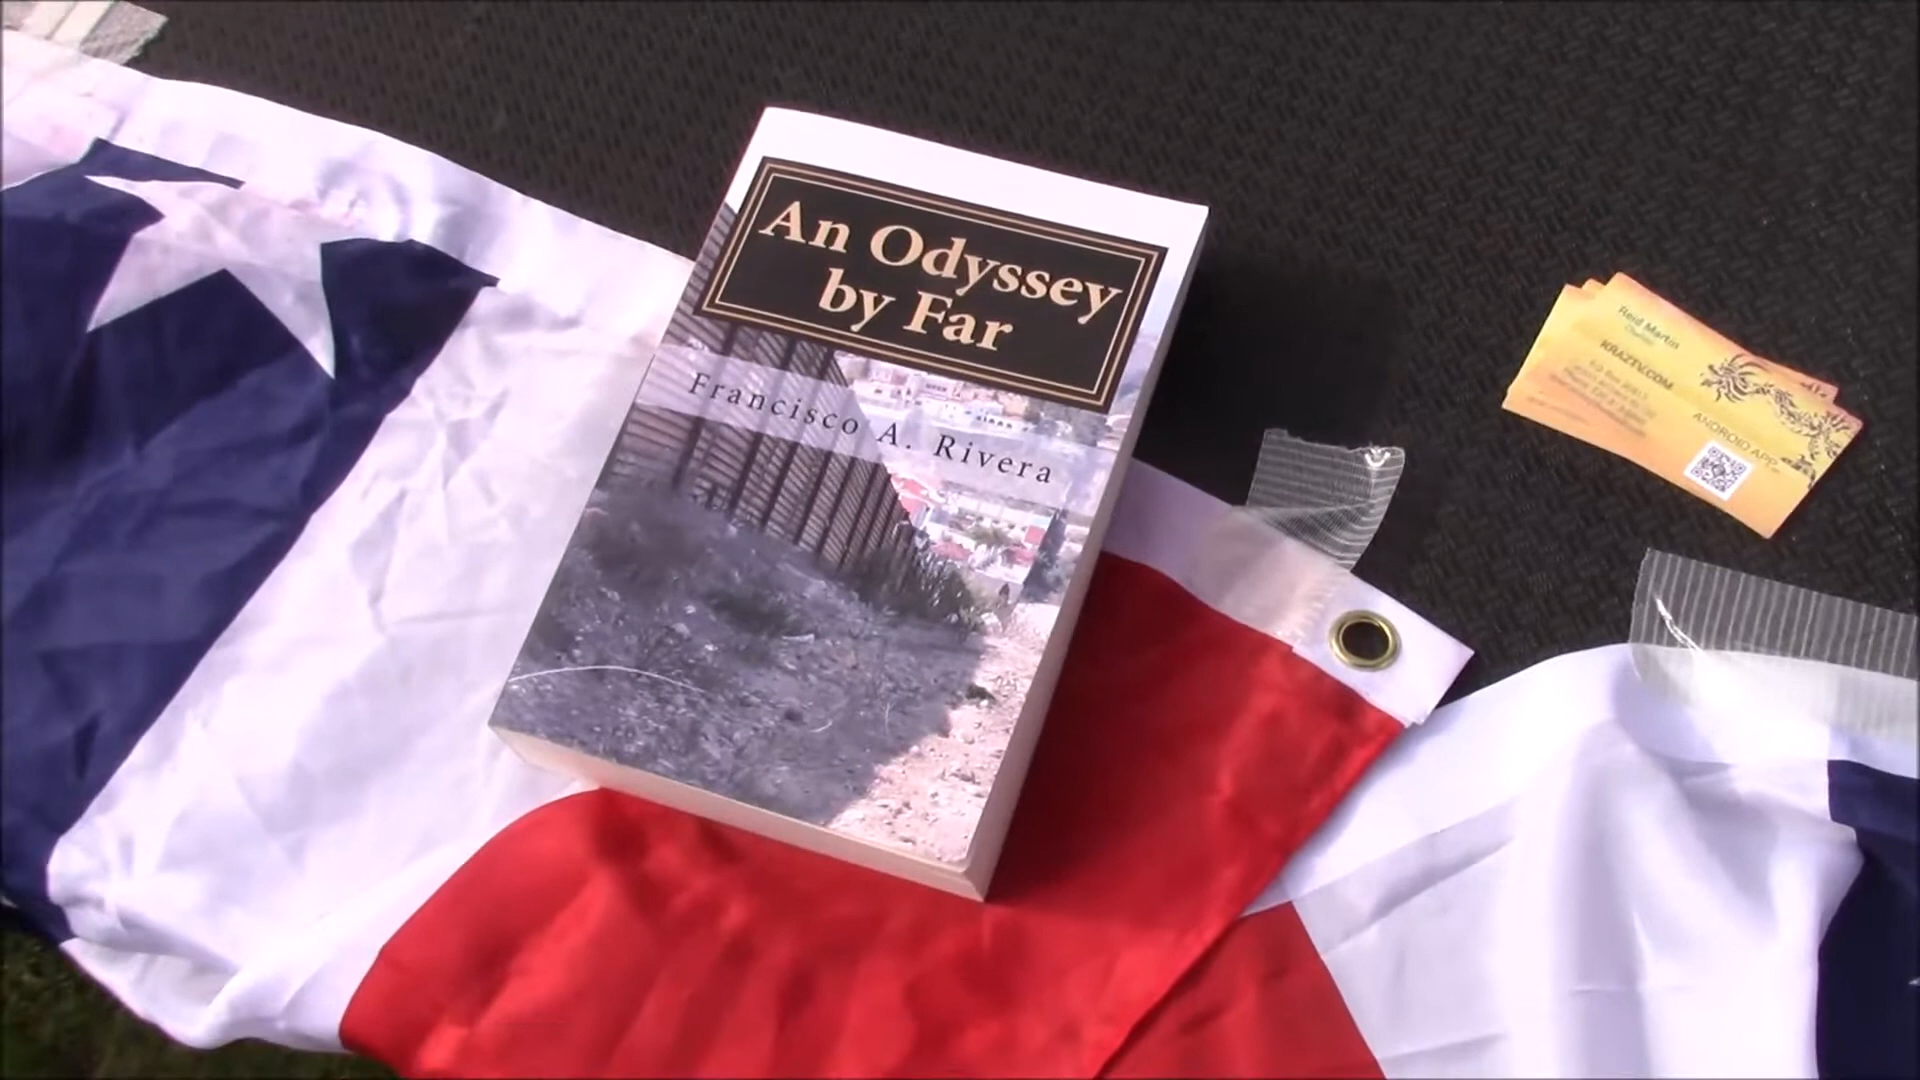 An Odyssey
by Far
Francisco A. Rivera
Reid Martin
KRAZTV.COM
ANDROID APP